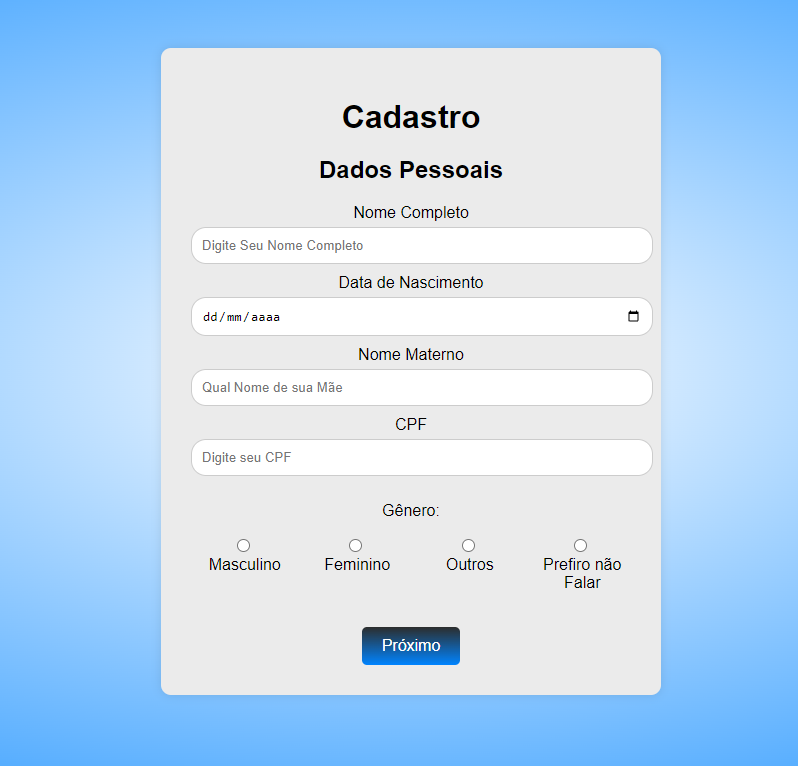 Cadastro
Dados Pessoais
Nome Completo
Digite Seu Nome Completo
Data de Nascimento
dd/mm/aaaa
Nome Materno
Qual Nome de sua Mãe
CPF
Digite seu CPF
Gênero:
Masculino
Feminino
Outros
Prefiro não
Falar
Próximo